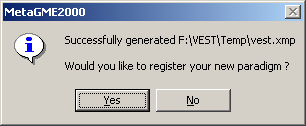 MetaGME2000
Successfully generated F:\VEST\Temp\vest.xmp
Would you like to register your new paradigm ?
Yes No